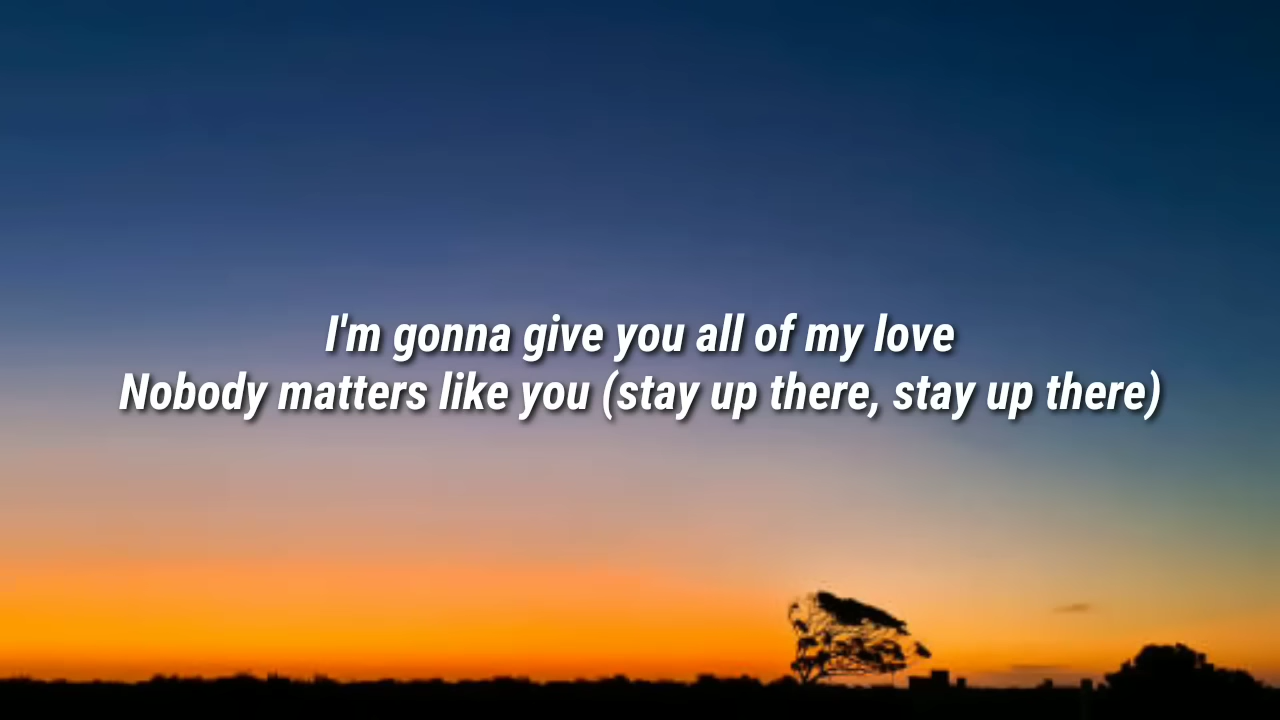 I'm gonna give you all of my love
Nobody matters like you (stay up there, stay up there)